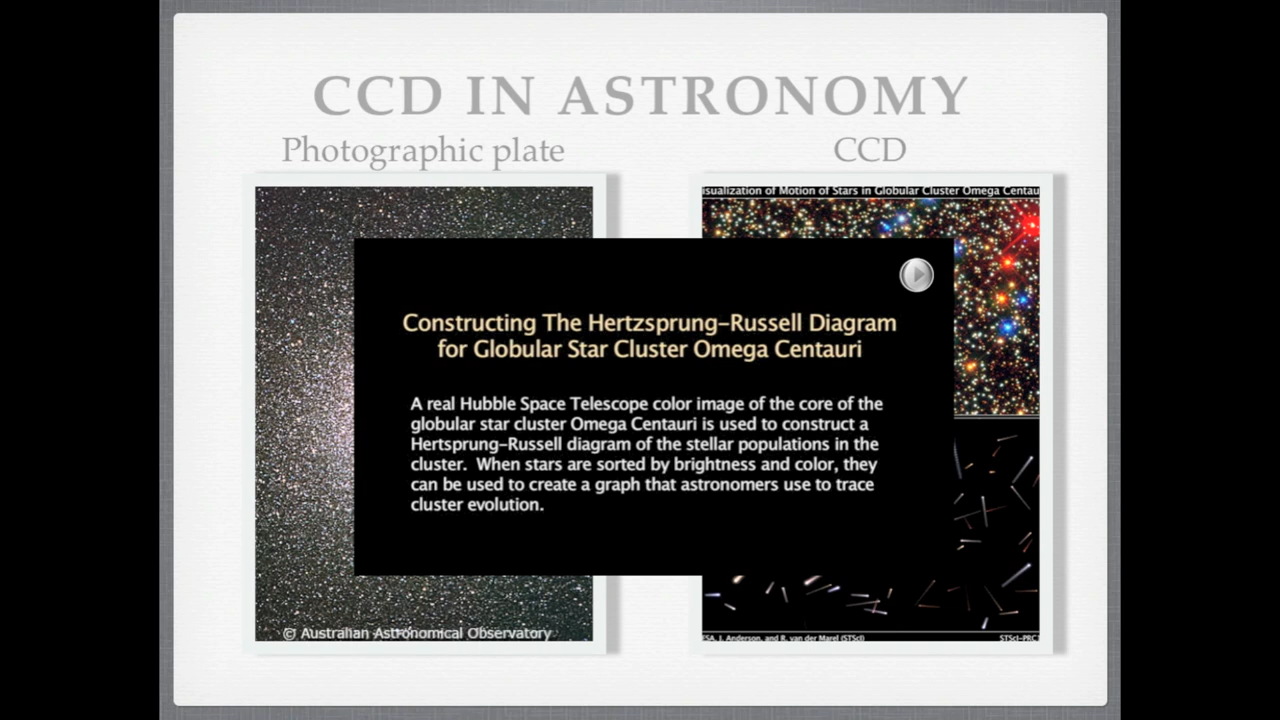 CCD IN ASTRONOMY
Photographic plate
CCD
isualization of Motion of Stars in Globular Cluster Omega Centau
Constructing The Hertzsprung–Russell Diagram
for Globular Star Cluster Omega Centauri
A real Hubble Space Telescope color image of the core of the
globular star cluster Omega Centauri is used to construct a
Hertsprung–Russell diagram of the stellar populations in the
cluster. When stars are sorted by brightness and color, they
can be used to create a graph that astronomers use to trace
cluster evolution.
© Australian Astronomical Observatory
ESA, J. Anderson, and R. van der Marel (STScI)
STScI-PRC1